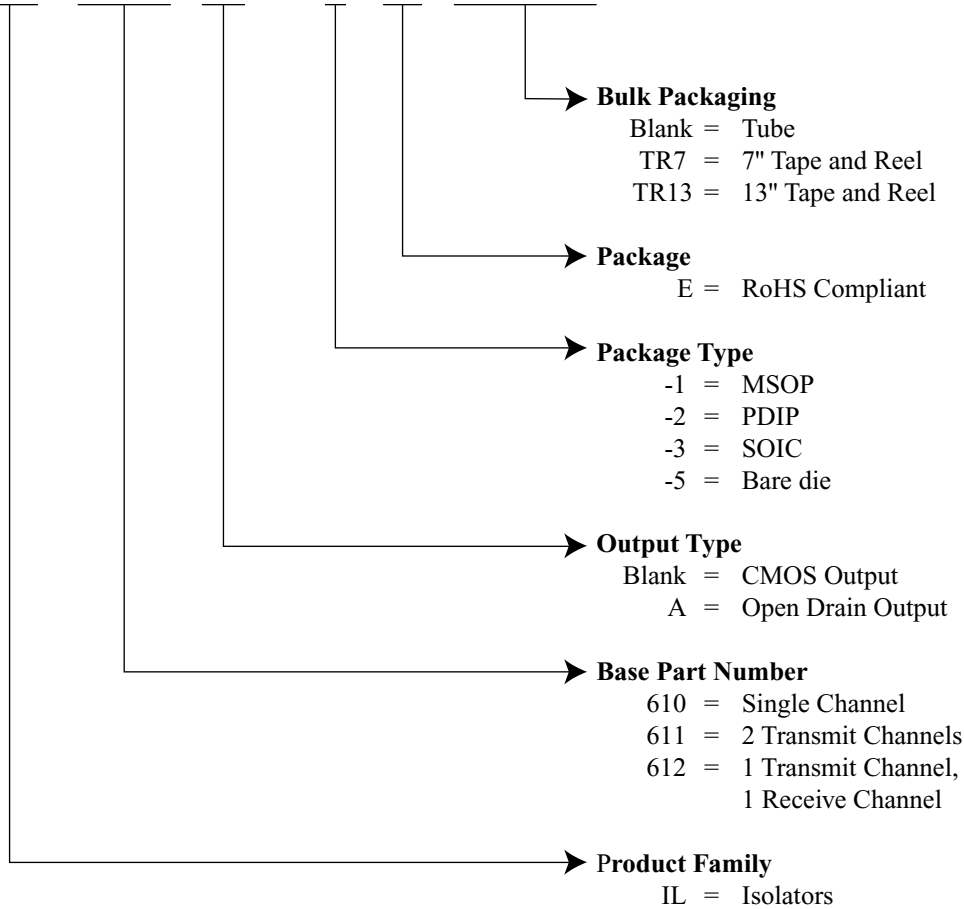 Bulk Packaging
Blank = Tube
TR7 = 7" Tape and Reel
TR13 = 13" Tape and Reel
Package
E = RoHS Compliant
Package Type
-1 = MSOP
-2 = PDIP
-3 = SOIC
-5 = Bare die
Output Type
Blank = CMOS Output
A = Open Drain Output
Base Part Number
610 = Single Channel
611 = 2 Transmit Channels
612 = 1 Transmit Channel,
1 Receive Channel
Product Family
IL = Isolators